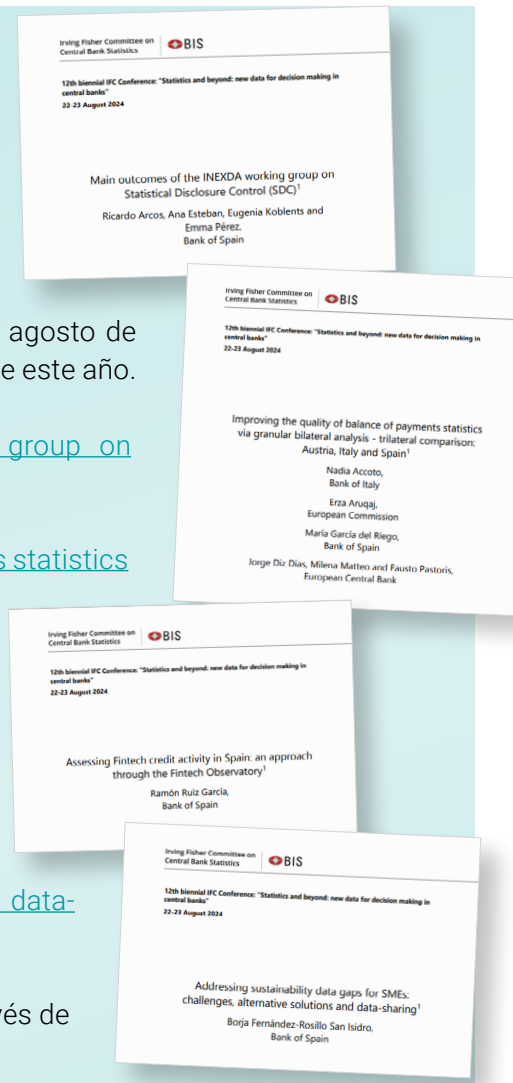 Irving Fisher Committee on
Central Bank Statistics
BIS
12th biennial IFC Conference: "Statistics and beyond: new data for decision making in
central banks"
22-23 August 2024
Main outcomes of the INEXDA working group on
Statistical Disclosure Control (SDC)¹
Ricardo Arcos, Ana Esteban, Eugenia Koblents and
Emma Pérez,
Bank of Spain
agosto de
e este año.
group on
s statistics
Irving Fisher Committee on
Central Bank Statistics
BIS
12th biennial IFC Conference: "Statistics and beyond: new data for decision making in
central banks"
22-23 August 2024
Improving the quality of balance of payments statistics
via granular bilateral analysis - trilateral comparison:
Austria, Italy and Spain¹
Nadia Accoto,
Bank of Italy
Erza Aruqaj,
European Commission
María García del Riego,
Bank of Spain
Jorge Diz Dias, Milena Matteo and Fausto Pastoris,
European Central Bank
Irving Fisher Committee on
Central Bank Statistics
BIS
12th biennial IFC Conference: "Statistics and beyond: new data for decision making in
central banks"
22-23 August 2024
Assessing Fintech credit activity in Spain: an approach
through the Fintech Observatory¹
Ramón Ruiz García,
Bank of Spain
data-
vés de
Irving Fisher Committee on
Central Bank Statistics
BIS
12th biennial IFC Conference: "Statistics and beyond: new data for decision making in
central banks"
22-23 August 2024
Addressing sustainability data gaps for SMEs:
challenges, alternative solutions and data-sharing¹
Borja Fernández-Rosillo San Isidro,
Bank of Spain